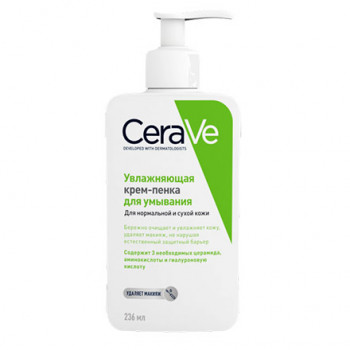 CeraVe
DEVELOPED WITH DERMATOLOGISTS
Увлажняющая
крем-пенка
для умывания
Для нормальной и сухой кожи
Бережно очищает и увлажняет кожу,
удаляет макияж, не нарушая
естественный защитный барьер
Содержит 3 необходимых церамида,
аминокислоты и гиалуроновую
кислоту
УДАЛЯЕТ МАКИЯЖ
236 мл